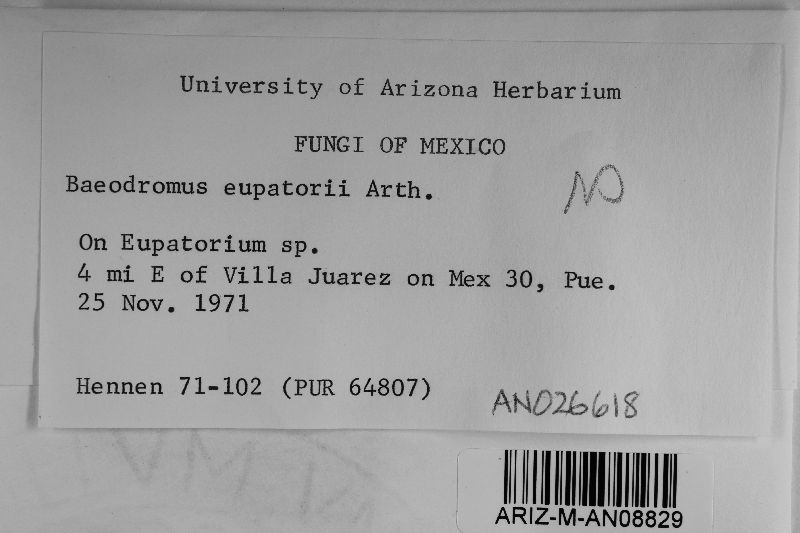 University of Arizona Herbarium
FUNGI OF MEXICO
Baeodromus eupatorii Arth.
NO
On Eupatorium sp.
4 mi E of Villa Juarez on Mex 30, Pue.
25 Nov. 1971
Hennen 71-102 (PUR 64807)
AN026618
ARIZ-M-AN08829